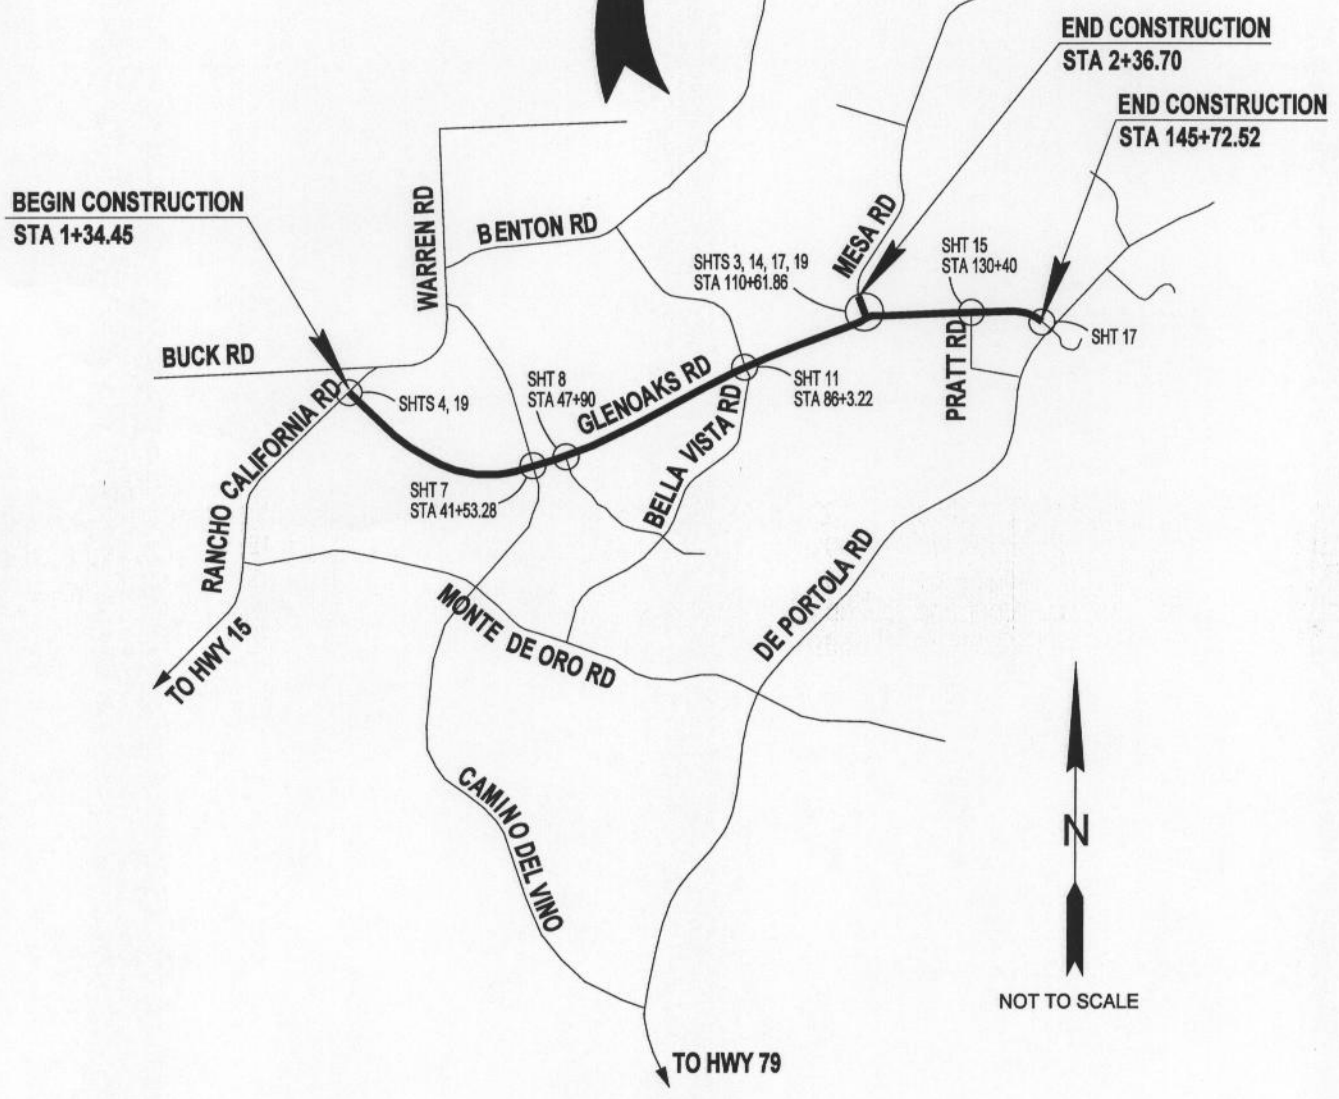 END CONSTRUCTION
STA 2+36.70
END CONSTRUCTION
STA 145+72.52
BEGIN CONSTRUCTION
STA 1+34.45
WARREN RD
BENTON RD
MESA RD
SHTS 3, 14, 17, 19
STA 110+61.86
SHT 15
STA 130+40
BUCK RD
SHT 17
PRATT RD
SHT 8
STA 47+90
GLENOAKS RD
SHT 11
STA 86+3.22
SHTS 4, 19
RANCHO CALIFORNIA RD
BELLA VISTA RD
SHT 7
STA 41+53.28
MONTE DE ORO RD
DE PORTOLA RD
TO HWY 15
CAMINO DEL VINO
N
NOT TO SCALE
TO HWY 79